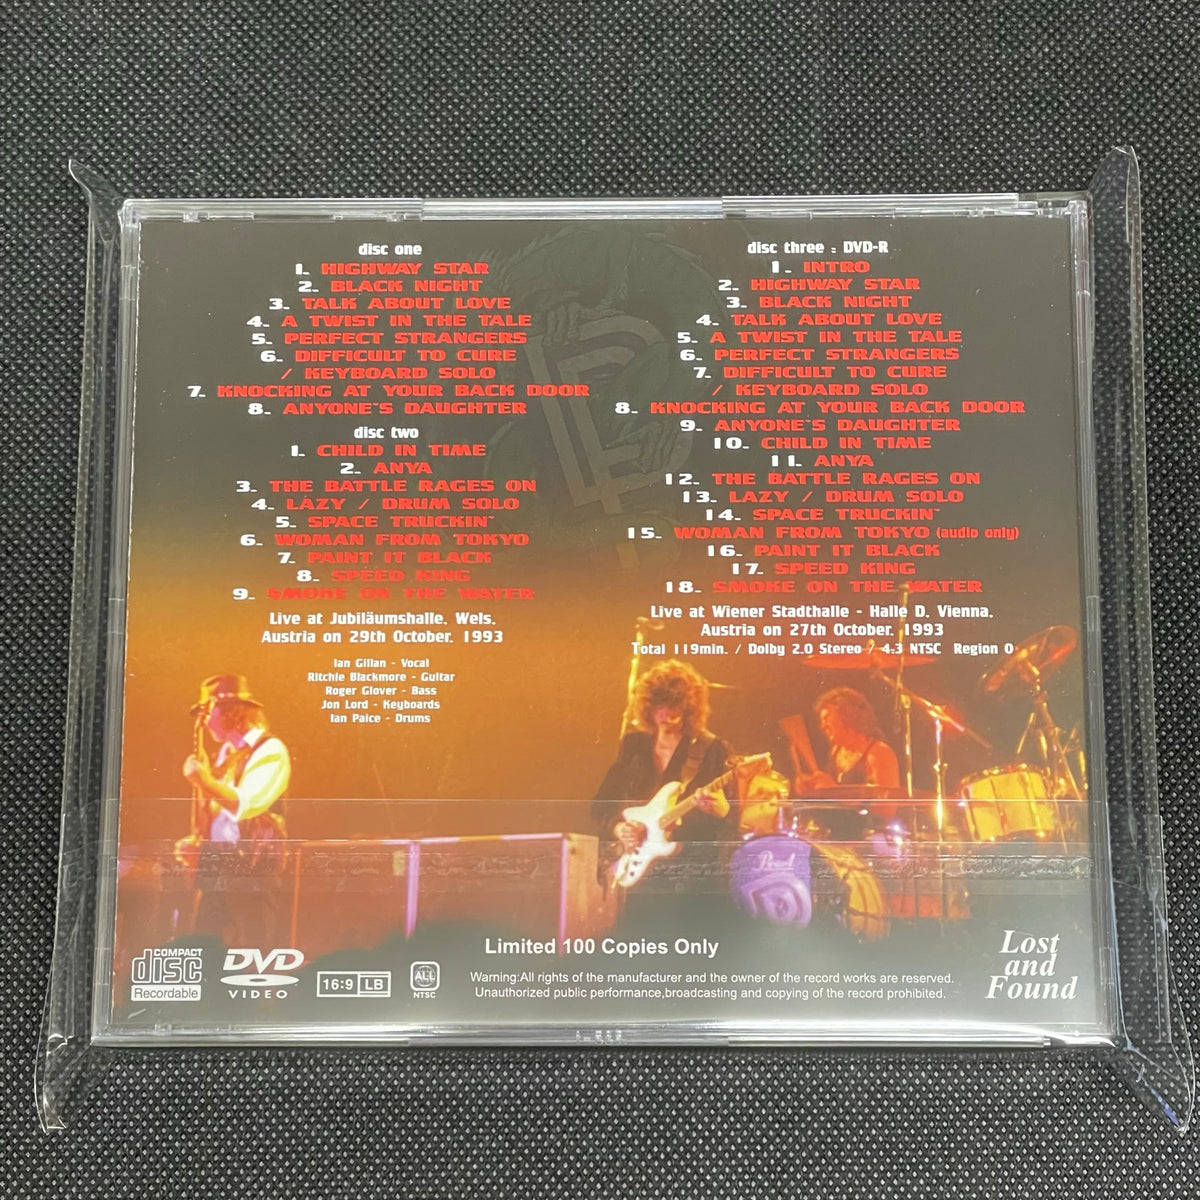 disc one
1. HIGHWAY STAR
2. BLACK NIGHT
3. TALK ABOUT LOVE
4. A TWIST IN THE TALE
5. PERFECT STRANGERS
6. DIFFICULT TO CURE
/ KEYBOARD SOLO
7. KNOCKING AT YOUR BACK DOOR
8. ANYONE'S DAUGHTER
disc two
1. CHILD IN TIME
2. ANYA
3. THE BATTLE RAGES ON
4. LAZY / DRUM SOLO
5. SPACE TRUCKIN'
6. WOMAN FROM TOKYO
7. PAINT IT BLACK
8. SPEED KING
9. SMOKE ON THE WATER
Live at Jubiläumshalle, Wels,
Austria on 29th October, 1993
Ian Gillan - Vocal
Ritchie Blackmore - Guitar
Roger Glover - Bass
Jon Lord - Keyboards
Ian Paice - Drums
disc three : DVD-R
1. INTRO
2. HIGHWAY STAR
3. BLACK NIGHT
4. TALK ABOUT LOVE
5. A TWIST IN THE TALE
6. PERFECT STRANGERS
7. DIFFICULT TO CURE
/ KEYBOARD SOLO
8. KNOCKING AT YOUR BACK DOOR
9. ANYONE'S DAUGHTER
10. CHILD IN TIME
11. ANYA
12. THE BATTLE RAGES ON
13. LAZY / DRUM SOLO
14. SPACE TRUCKIN'
15. WOMAN FROM TOKYO (audio only)
16. PAINT IT BLACK
17. SPEED KING
18. SMOKE ON THE WATER
Live at Wiener Stadthalle - Halle D, Vienna,
Austria on 27th October, 1993
Total 119min. / Dolby 2.0 Stereo / 4:3 NTSC Region 0
Pearl
COMPACT
disc
Recordable
DVD
VIDEO
16:9 LB
ALL
NTSC
Limited 100 Copies Only
Warning:All rights of the manufacturer and the owner of the record works are reserved.
Unauthorized public performance,broadcasting and copying of the record prohibited.
Lost
and
Found